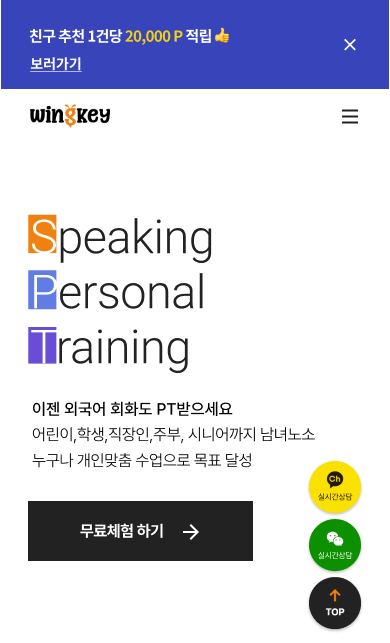 친구 추천 1건당 20,000 P 적립👍
보러가기
wingkey
Speaking
Personal
Training
이젠 외국어 회화도 PT받으세요
어린이,학생,직장인,주부, 시니어까지 남녀노소
누구나 개인맞춤 수업으로 목표 달성
Ch
실시간상담
무료체험 하기 →
실시간상담
TOP